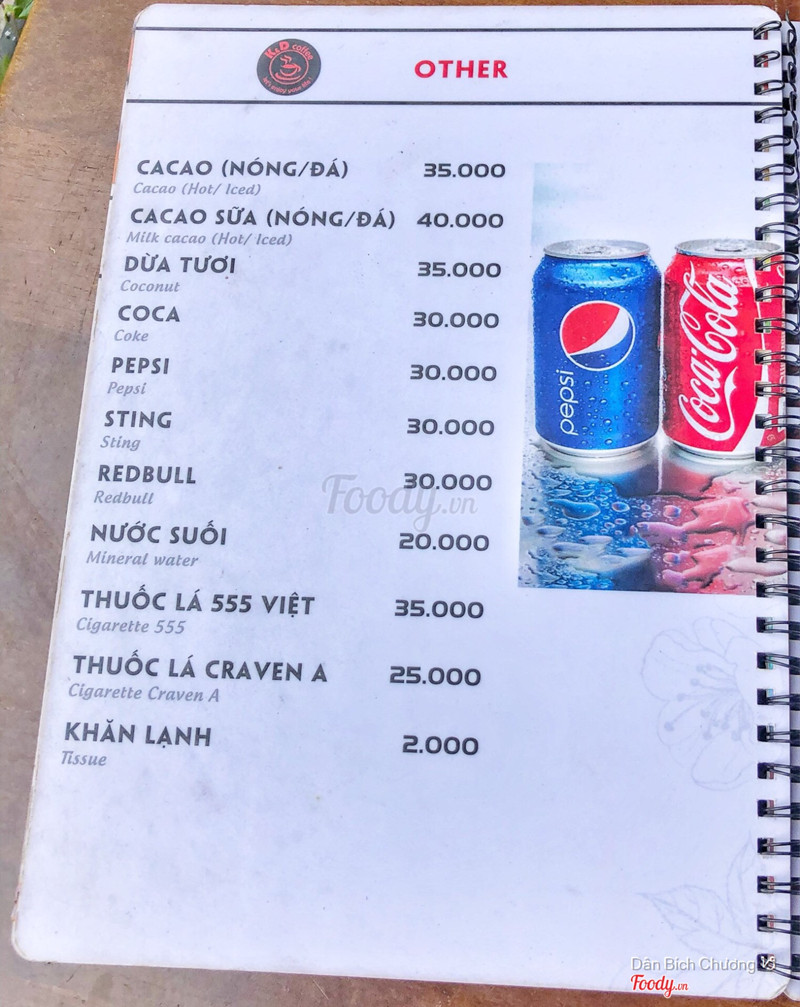 K&D coffee
OTHER
CACAO (NÓNG/ĐÁ) 35.000
Cacao (Hot/ Iced)
CACAO SỮA (NÓNG/ĐÁ) 40.000
Milk cacao (Hot/ Iced)
DỪA TƯƠI 35.000
Coconut
COCA 30.000
Coke
PEPSI 30.000
Pepsi
STING 30.000
Sting
REDBULL 30.000
Redbull
NƯỚC SUỐI 20.000
Mineral water
THUỐC LÁ 555 VIỆT 35.000
Cigarette 555
THUỐC LÁ CRAVEN A 25.000
Cigarette Craven A
KHĂN LẠNH 2.000
Tissue
pepsi
Coca-Cola
Foody.vn
Dân Bích Chương
Foody.vn